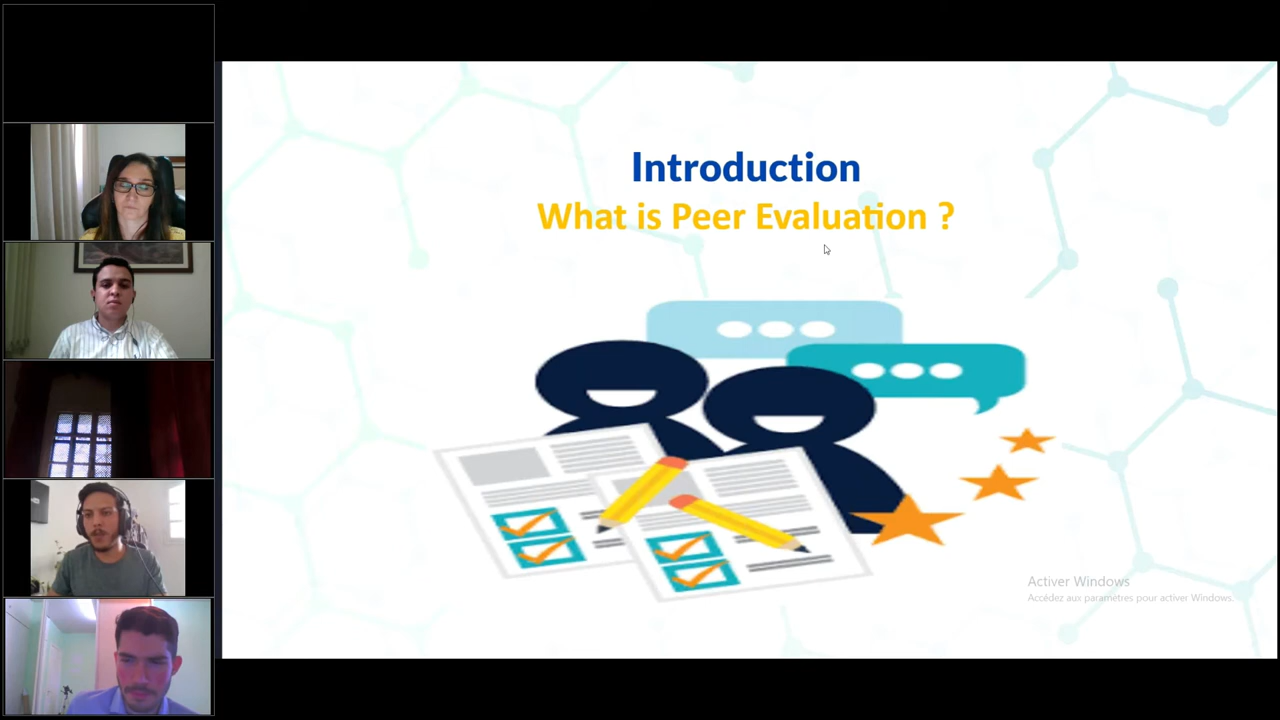 Introduction
What is Peer Evaluation ?
Activer Windows
Accédez aux paramètres pour activer Windows.